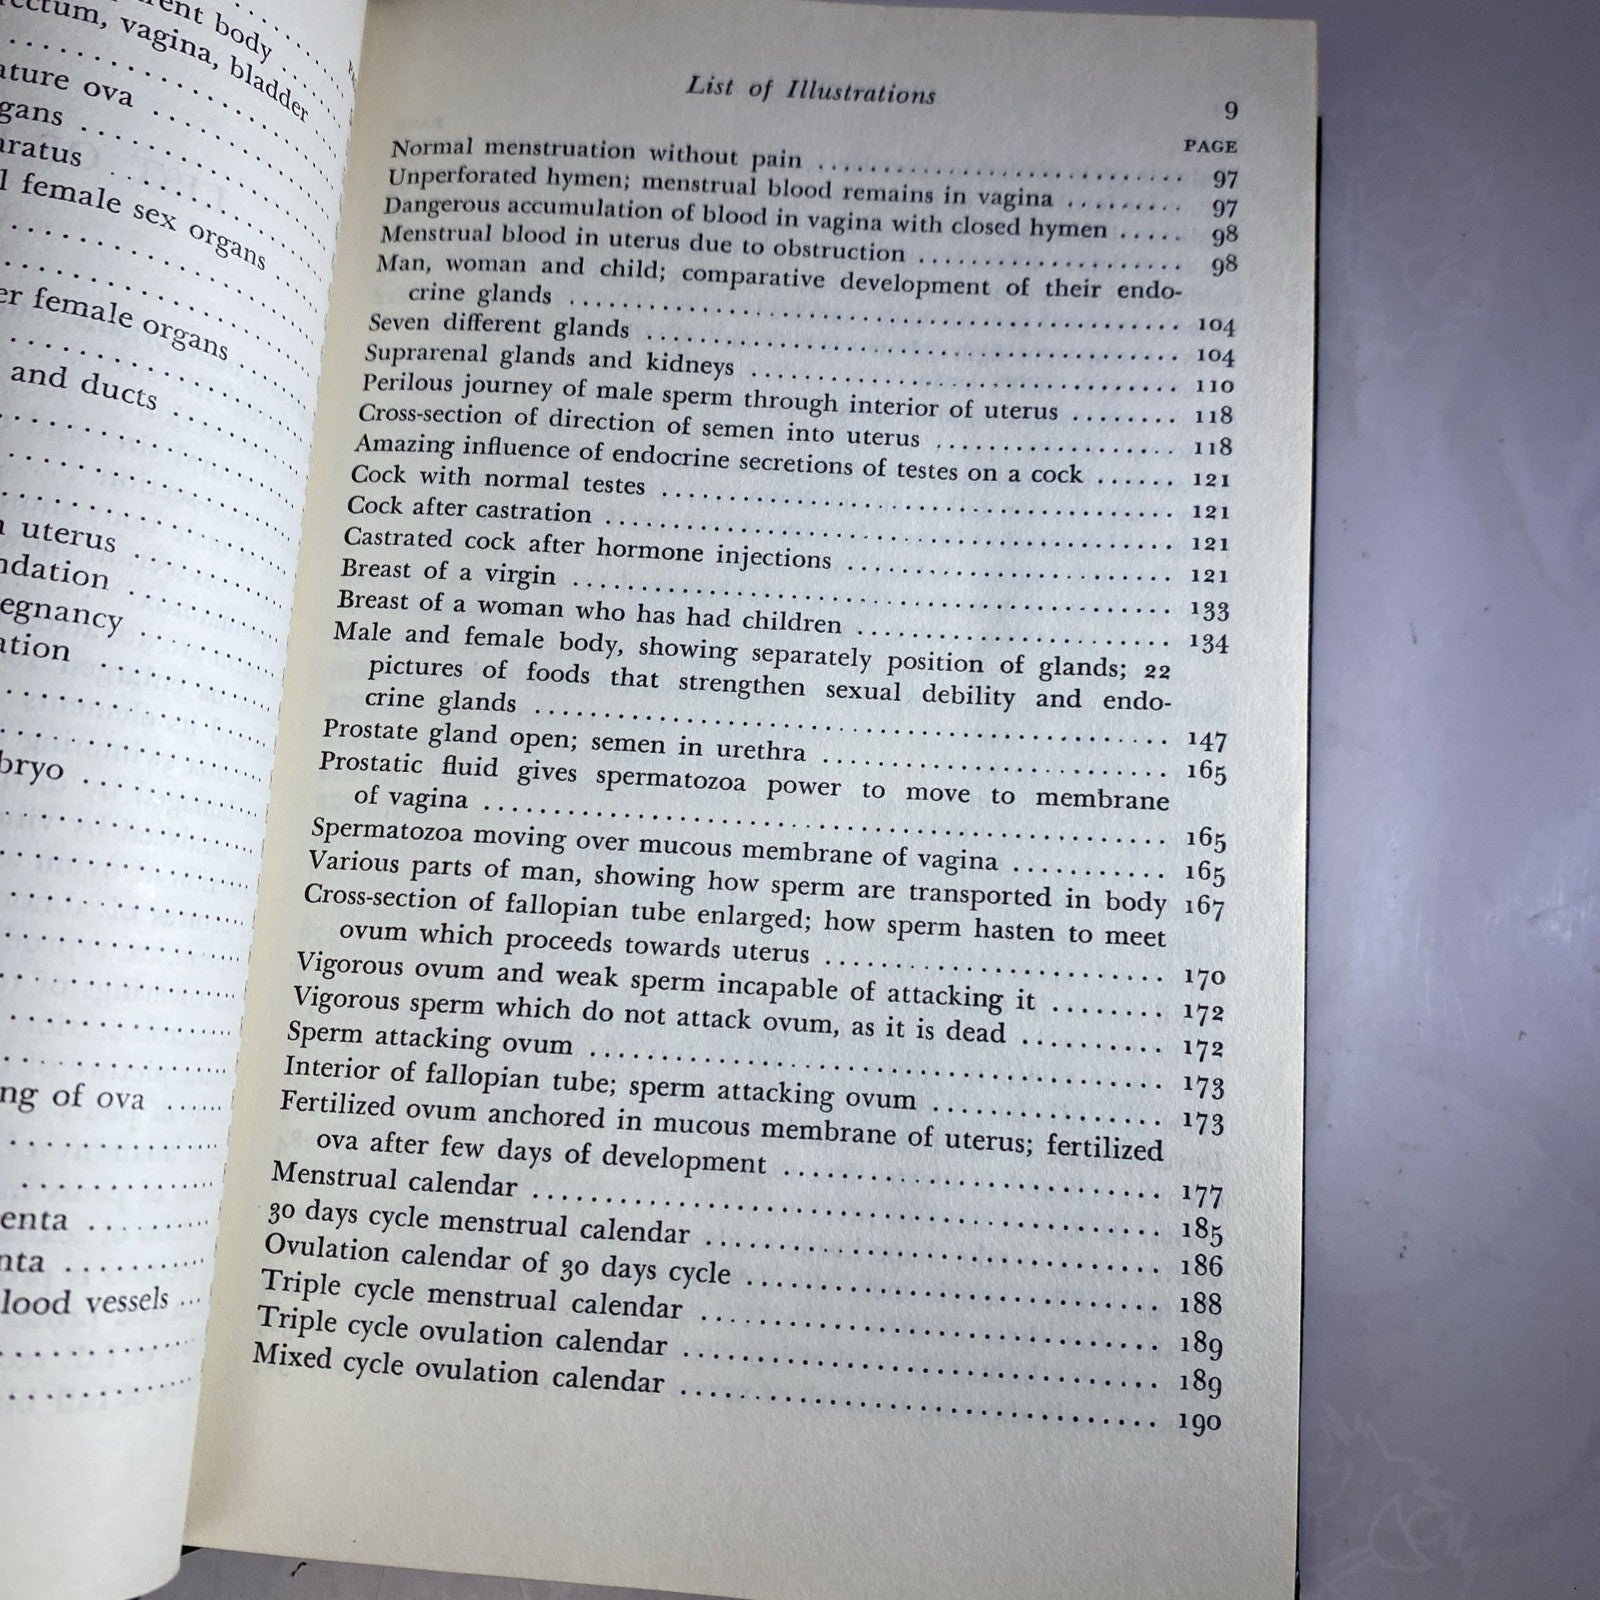 rent body ..........
rectum, vagina, bladder ...
ature ova ..........
gans ..........
aratus ..........
l female sex organs ...
er female organs ..........
and ducts ..........
uterus ..........
ndation ..........
egnancy ..........
ation ..........
bryo ..........
ng of ova ......
enta ..........
nta ..........
lood vessels ...
List of Illustrations 9
PAGE
Normal menstruation without pain .......... 97
Unperforated hymen; menstrual blood remains in vagina ......... 97
Dangerous accumulation of blood in vagina with closed hymen ..... 98
Menstrual blood in uterus due to obstruction .......... 98
Man, woman and child; comparative development of their endo-
crine glands .......... 104
Seven different glands .......... 104
Suprarenal glands and kidneys .......... 110
Perilous journey of male sperm through interior of uterus ........ 118
Cross-section of direction of semen into uterus .......... 118
Amazing influence of endocrine secretions of testes on a cock ...... 121
Cock with normal testes .......... 121
Cock after castration .......... 121
Castrated cock after hormone injections .......... 121
Breast of a virgin .......... 133
Breast of a woman who has had children .......... 134
Male and female body, showing separately position of glands; 22
pictures of foods that strengthen sexual debility and endo-
crine glands .......... 147
Prostate gland open; semen in urethra .......... 165
Prostatic fluid gives spermatozoa power to move to membrane
of vagina .......... 165
Spermatozoa moving over mucous membrane of vagina ........... 165
Various parts of man, showing how sperm are transported in body 167
Cross-section of fallopian tube enlarged; how sperm hasten to meet
ovum which proceeds towards uterus .......... 170
Vigorous ovum and weak sperm incapable of attacking it ........ 172
Vigorous sperm which do not attack ovum, as it is dead .......... 172
Sperm attacking ovum .......... 173
Interior of fallopian tube; sperm attacking ovum .......... 173
Fertilized ovum anchored in mucous membrane of uterus; fertilized
ova after few days of development .......... 177
Menstrual calendar .......... 185
30 days cycle menstrual calendar .......... 186
Ovulation calendar of 30 days cycle .......... 188
Triple cycle menstrual calendar .......... 189
Triple cycle ovulation calendar .......... 189
Mixed cycle ovulation calendar .......... 190